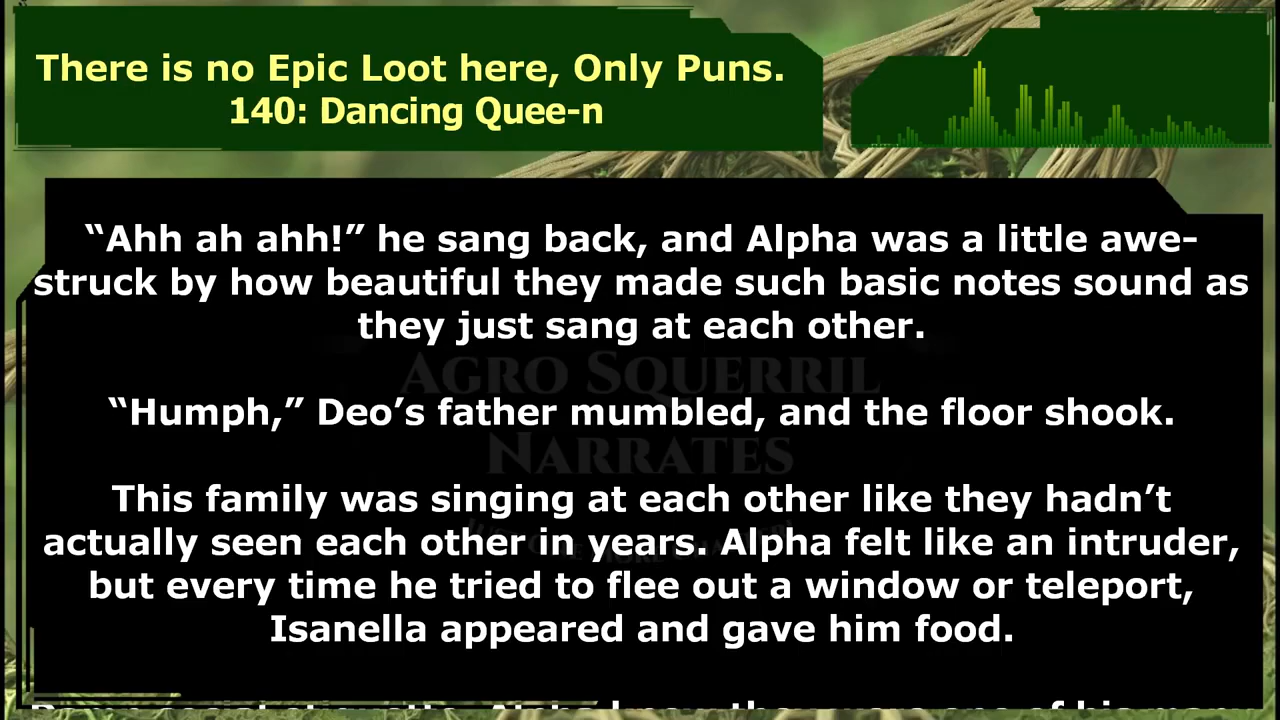 There is no Epic Loot here, Only Puns.
140: Dancing Quee-n
“Ahh ah ahh!” he sang back, and Alpha was a little awe-
struck by how beautiful they made such basic notes sound as
they just sang at each other.
AGRO SQUERRIL
“Humph,” Deo’s father mumbled, and the floor shook.
NARRATES
This family was singing at each other like they hadn’t
actually seen each other in years. Alpha felt like an intruder,
but every time he tried to flee out a window or teleport,
Isanella appeared and gave him food.